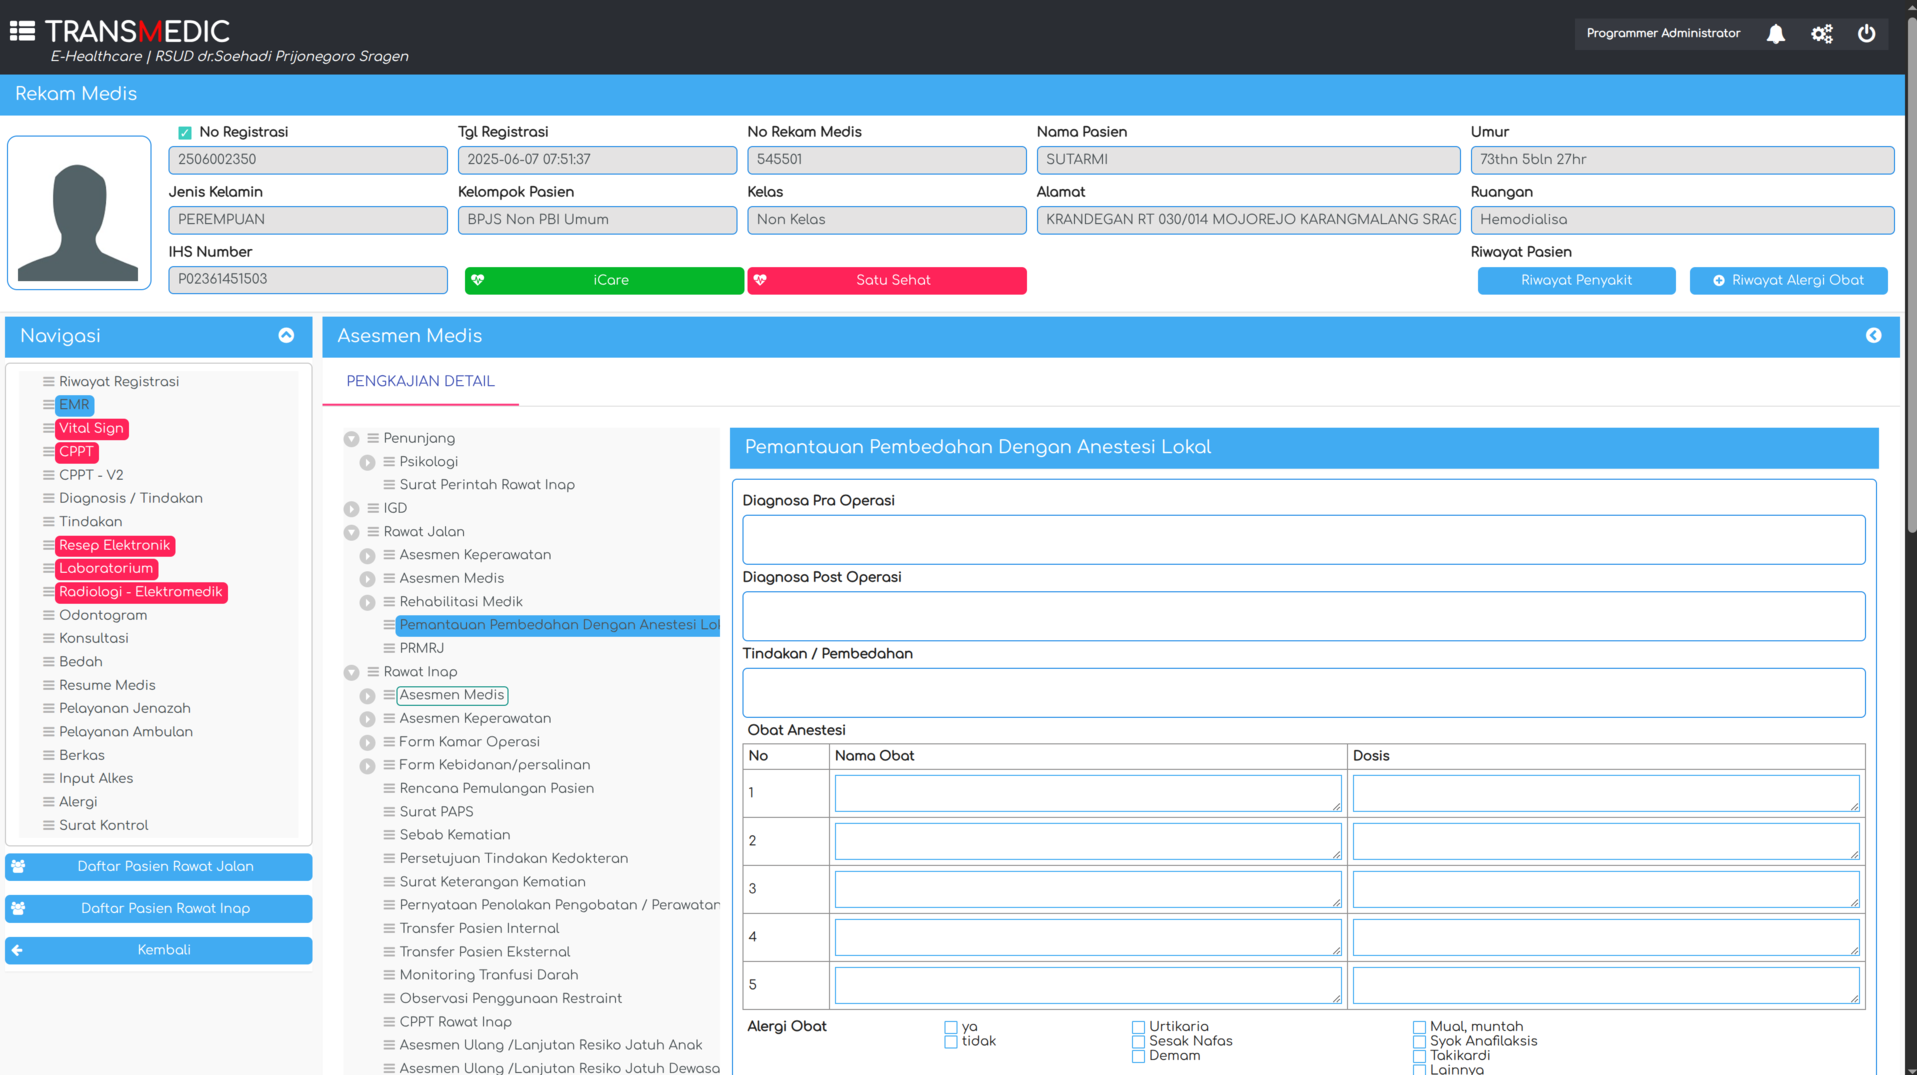 TRANSMEDIC
E-Healthcare | RSUD dr.Soehadi Prijonegoro Sragen
Programmer Administrator
Rekam Medis
No Registrasi
Tgl Registrasi
No Rekam Medis
Nama Pasien
Umur
2506002350
2025-06-07 07:51:37
545501
SUTARMI
73thn 5bln 27hr
Jenis Kelamin
Kelompok Pasien
Kelas
Alamat
Ruangan
PEREMPUAN
BPJS Non PBI Umum
Non Kelas
KRANDEGAN RT 030/014 MOJOREJO KARANGMALANG SRAG
Hemodialisa
IHS Number
Riwayat Pasien
P02361451503
iCare
Satu Sehat
Riwayat Penyakit
Riwayat Alergi Obat
Navigasi
Riwayat Registrasi
EMR
Vital Sign
CPPT
CPPT - V2
Diagnosis / Tindakan
Tindakan
Resep Elektronik
Laboratorium
Radiologi - Elektromedik
Odontogram
Konsultasi
Bedah
Resume Medis
Pelayanan Jenazah
Pelayanan Ambulan
Berkas
Input Alkes
Alergi
Surat Kontrol
Daftar Pasien Rawat Jalan
Daftar Pasien Rawat Inap
Kembali
Asesmen Medis
PENGKAJIAN DETAIL
Penunjang
Psikologi
Surat Perintah Rawat Inap
IGD
Rawat Jalan
Asesmen Keperawatan
Asesmen Medis
Rehabilitasi Medik
Pemantauan Pembedahan Dengan Anestesi Lok
PRMRJ
Rawat Inap
Asesmen Medis
Asesmen Keperawatan
Form Kamar Operasi
Form Kebidanan/persalinan
Rencana Pemulangan Pasien
Surat PAPS
Sebab Kematian
Persetujuan Tindakan Kedokteran
Surat Keterangan Kematian
Pernyataan Penolakan Pengobatan / Perawatan
Transfer Pasien Internal
Transfer Pasien Eksternal
Monitoring Tranfusi Darah
Observasi Penggunaan Restraint
CPPT Rawat Inap
Asesmen Ulang /Lanjutan Resiko Jatuh Anak
Asesmen Ulang /Lanjutan Resiko Jatuh Dewasa
Pemantauan Pembedahan Dengan Anestesi Lokal
Diagnosa Pra Operasi
Diagnosa Post Operasi
Tindakan / Pembedahan
Obat Anestesi
No
Nama Obat
Dosis
1
2
3
4
5
Alergi Obat
ya
tidak
Urtikaria
Sesak Nafas
Demam
Mual, muntah
Syok Anafilaksis
Takikardi
Lainnya